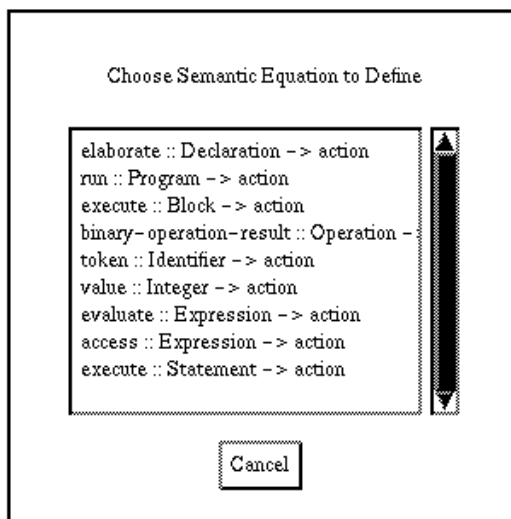 Choose Semantic Equation to Define
elaborate :: Declaration -> action
run :: Program -> action
execute :: Block -> action
binary-operation-result :: Operation -
token :: Identifier -> action
value :: Integer -> action
evaluate :: Expression -> action
access :: Expression -> action
execute :: Statement -> action
Cancel